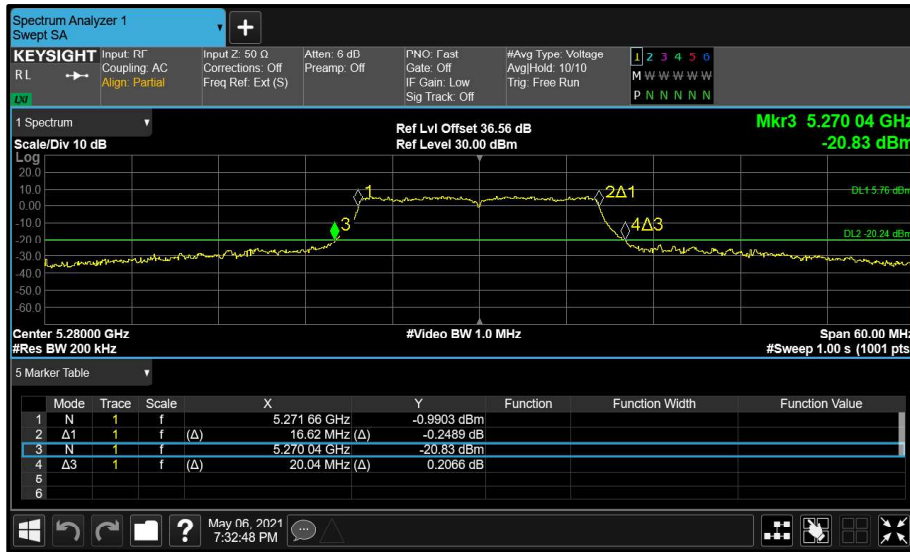 Spectrum Analyzer 1
Swept SA
KEYSIGHT
RL
LXI
Input: RF
Coupling: AC
Align: Partial
Input Z: 50 Ω
Corrections: Off
Freq Ref: Ext (S)
Atten: 6 dB
Preamp: Off
PNO: Fast
Gate: Off
IF Gain: Low
Sig Track: Off
#Avg Type: Voltage
Avg|Hold: 10/10
Trig: Free Run
1 2 3 4 5 6
M W W W W W
P N N N N N
1 Spectrum
Scale/Div 10 dB
Ref Lvl Offset 36.56 dB
Ref Level 30.00 dBm
Mkr3 5.270 04 GHz
-20.83 dBm
Log
20.0
10.0
0.00
-10.0
-20.0
-30.0
-40.0
-50.0
-60.0
1
2Δ1
3
4Δ3
DL1 5.76 dBm
DL2 -20.24 dBm
Center 5.28000 GHz
#Video BW 1.0 MHz
Span 60.00 MHz
#Res BW 200 kHz
#Sweep 1.00 s (1001 pts
5 Marker Table
Mode Trace Scale X Y Function Function Width Function Value
1 N 1 f 5.271 66 GHz -0.9903 dBm
2 Δ1 1 f (Δ) 16.62 MHz (Δ) -0.2489 dB
3 N 1 f 5.270 04 GHz -20.83 dBm
4 Δ3 1 f (Δ) 20.04 MHz (Δ) 0.2066 dB
5
6
?
May 06, 2021
7:32:48 PM